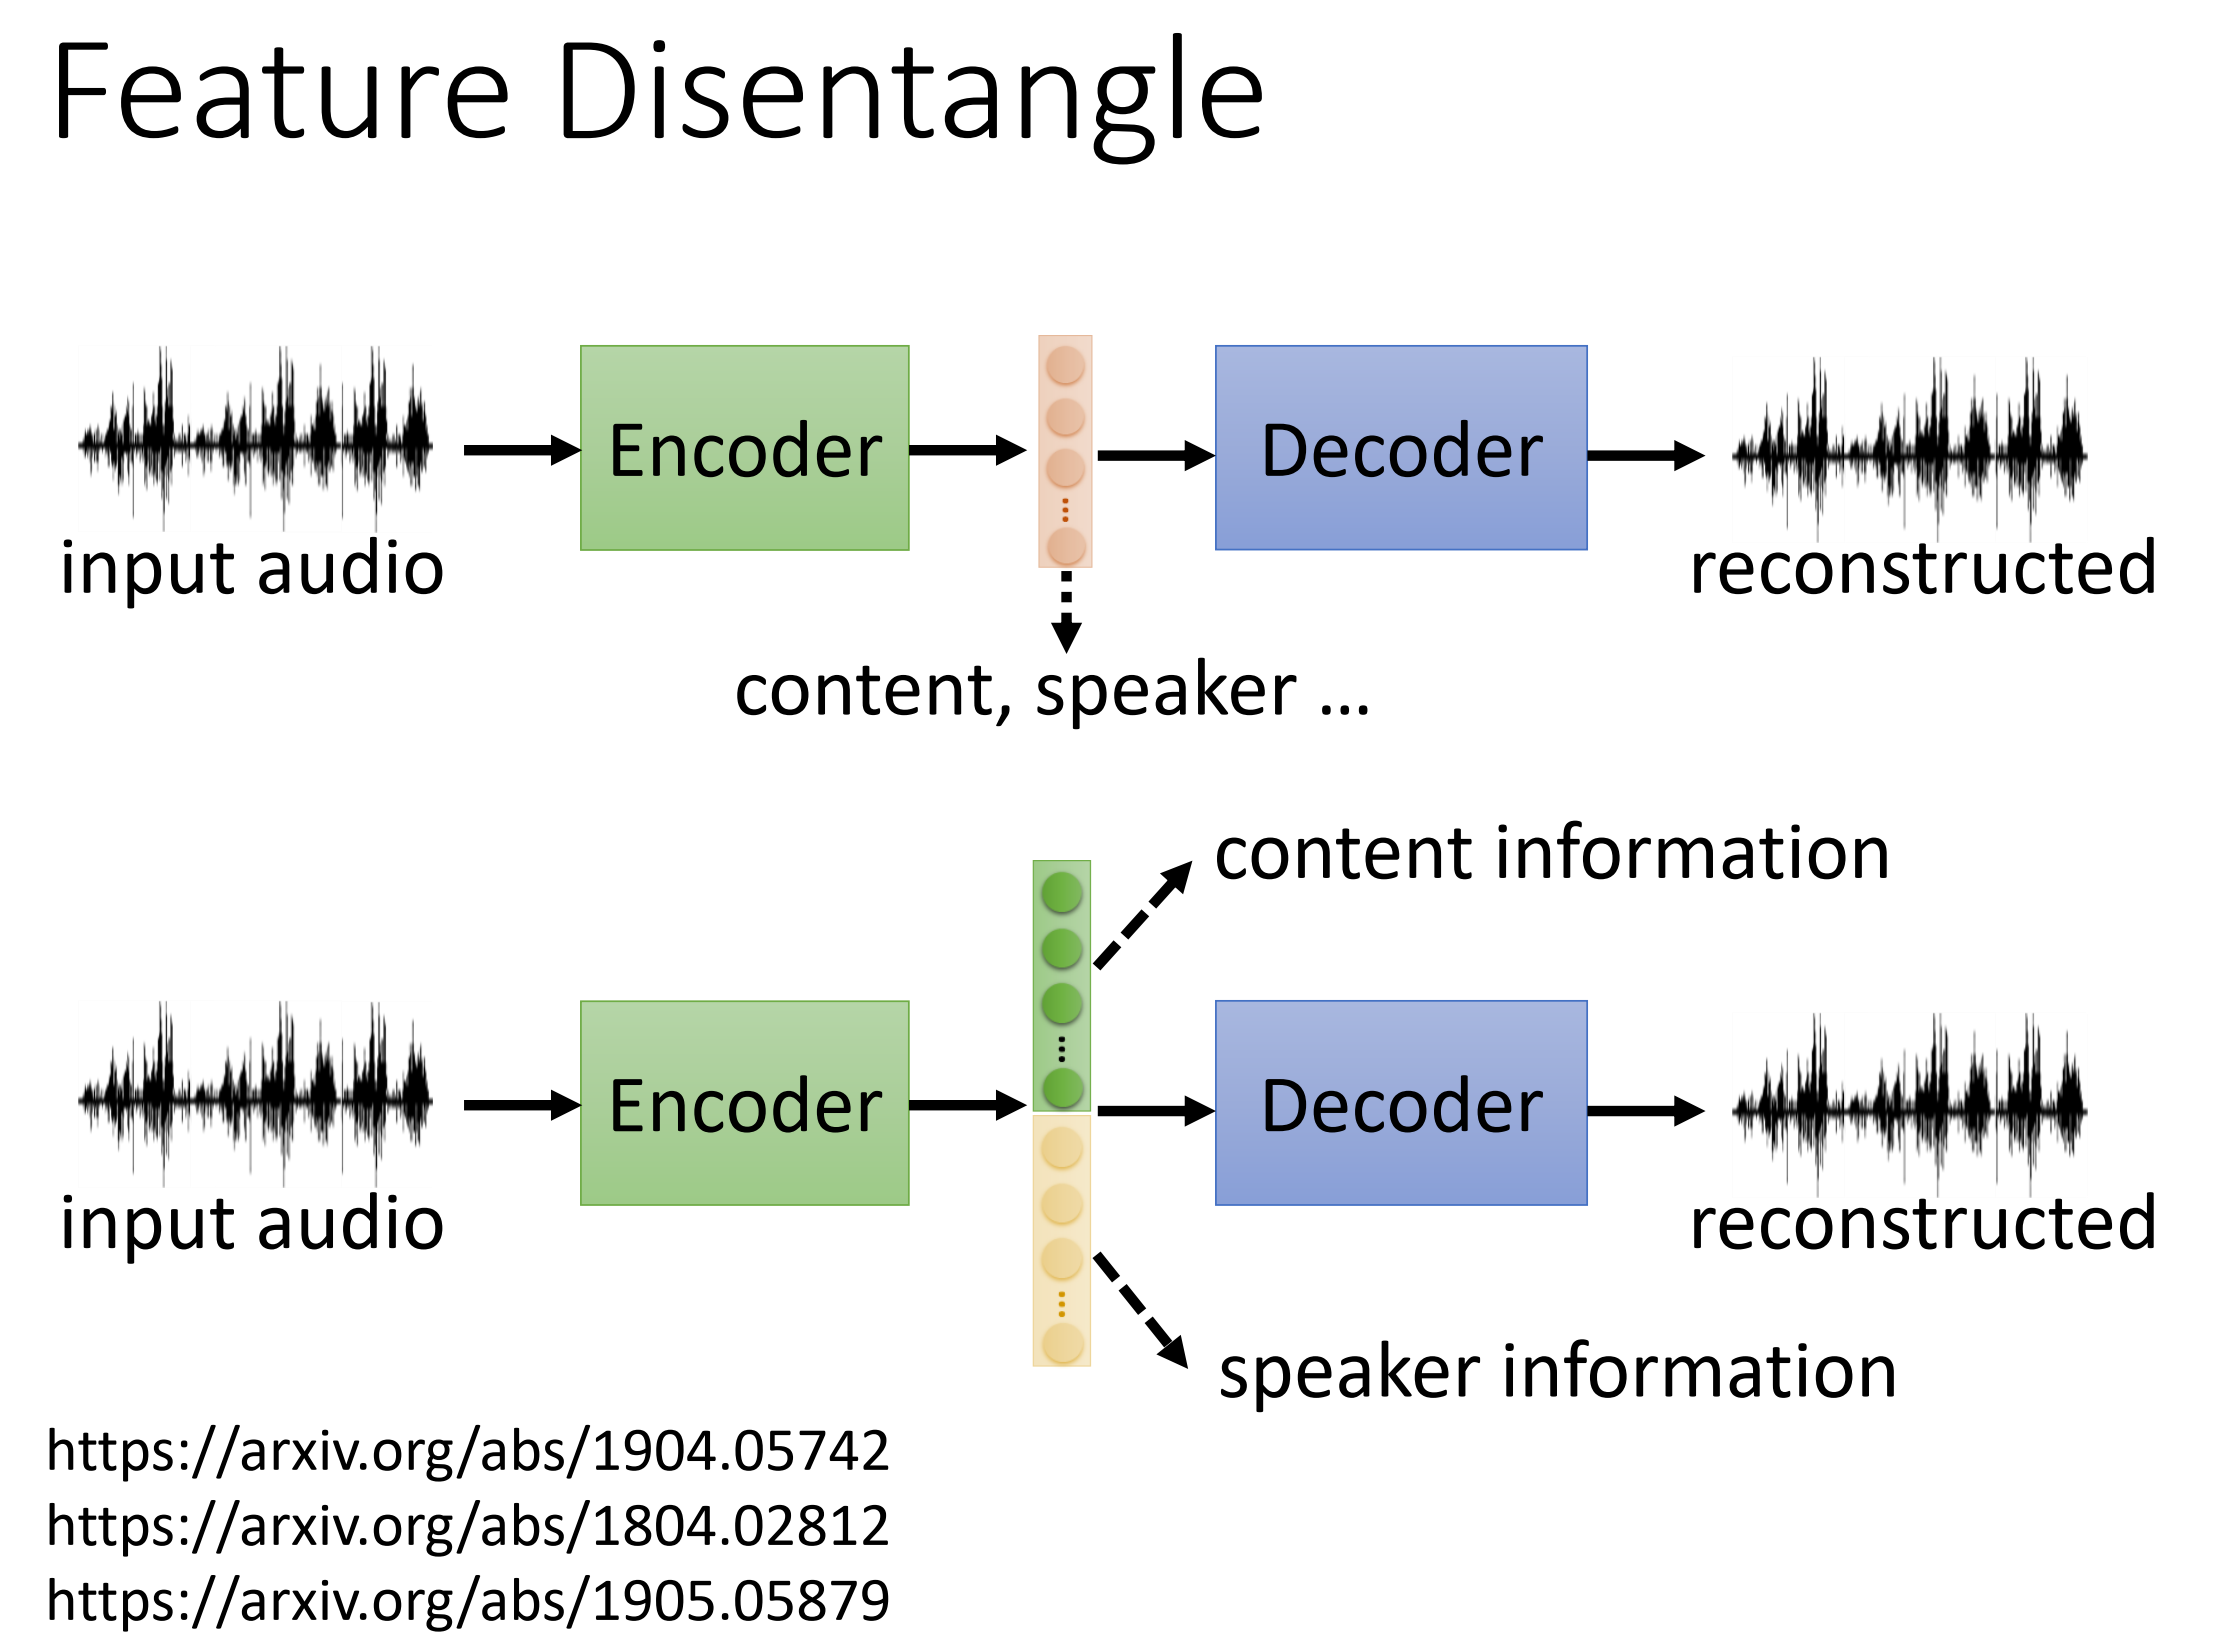 Feature Disentangle
Encoder
Decoder
input audio
reconstructed
content, speaker ...
content information
Encoder
Decoder
input audio
reconstructed
speaker information
https://arxiv.org/abs/1904.05742
https://arxiv.org/abs/1804.02812
https://arxiv.org/abs/1905.05879